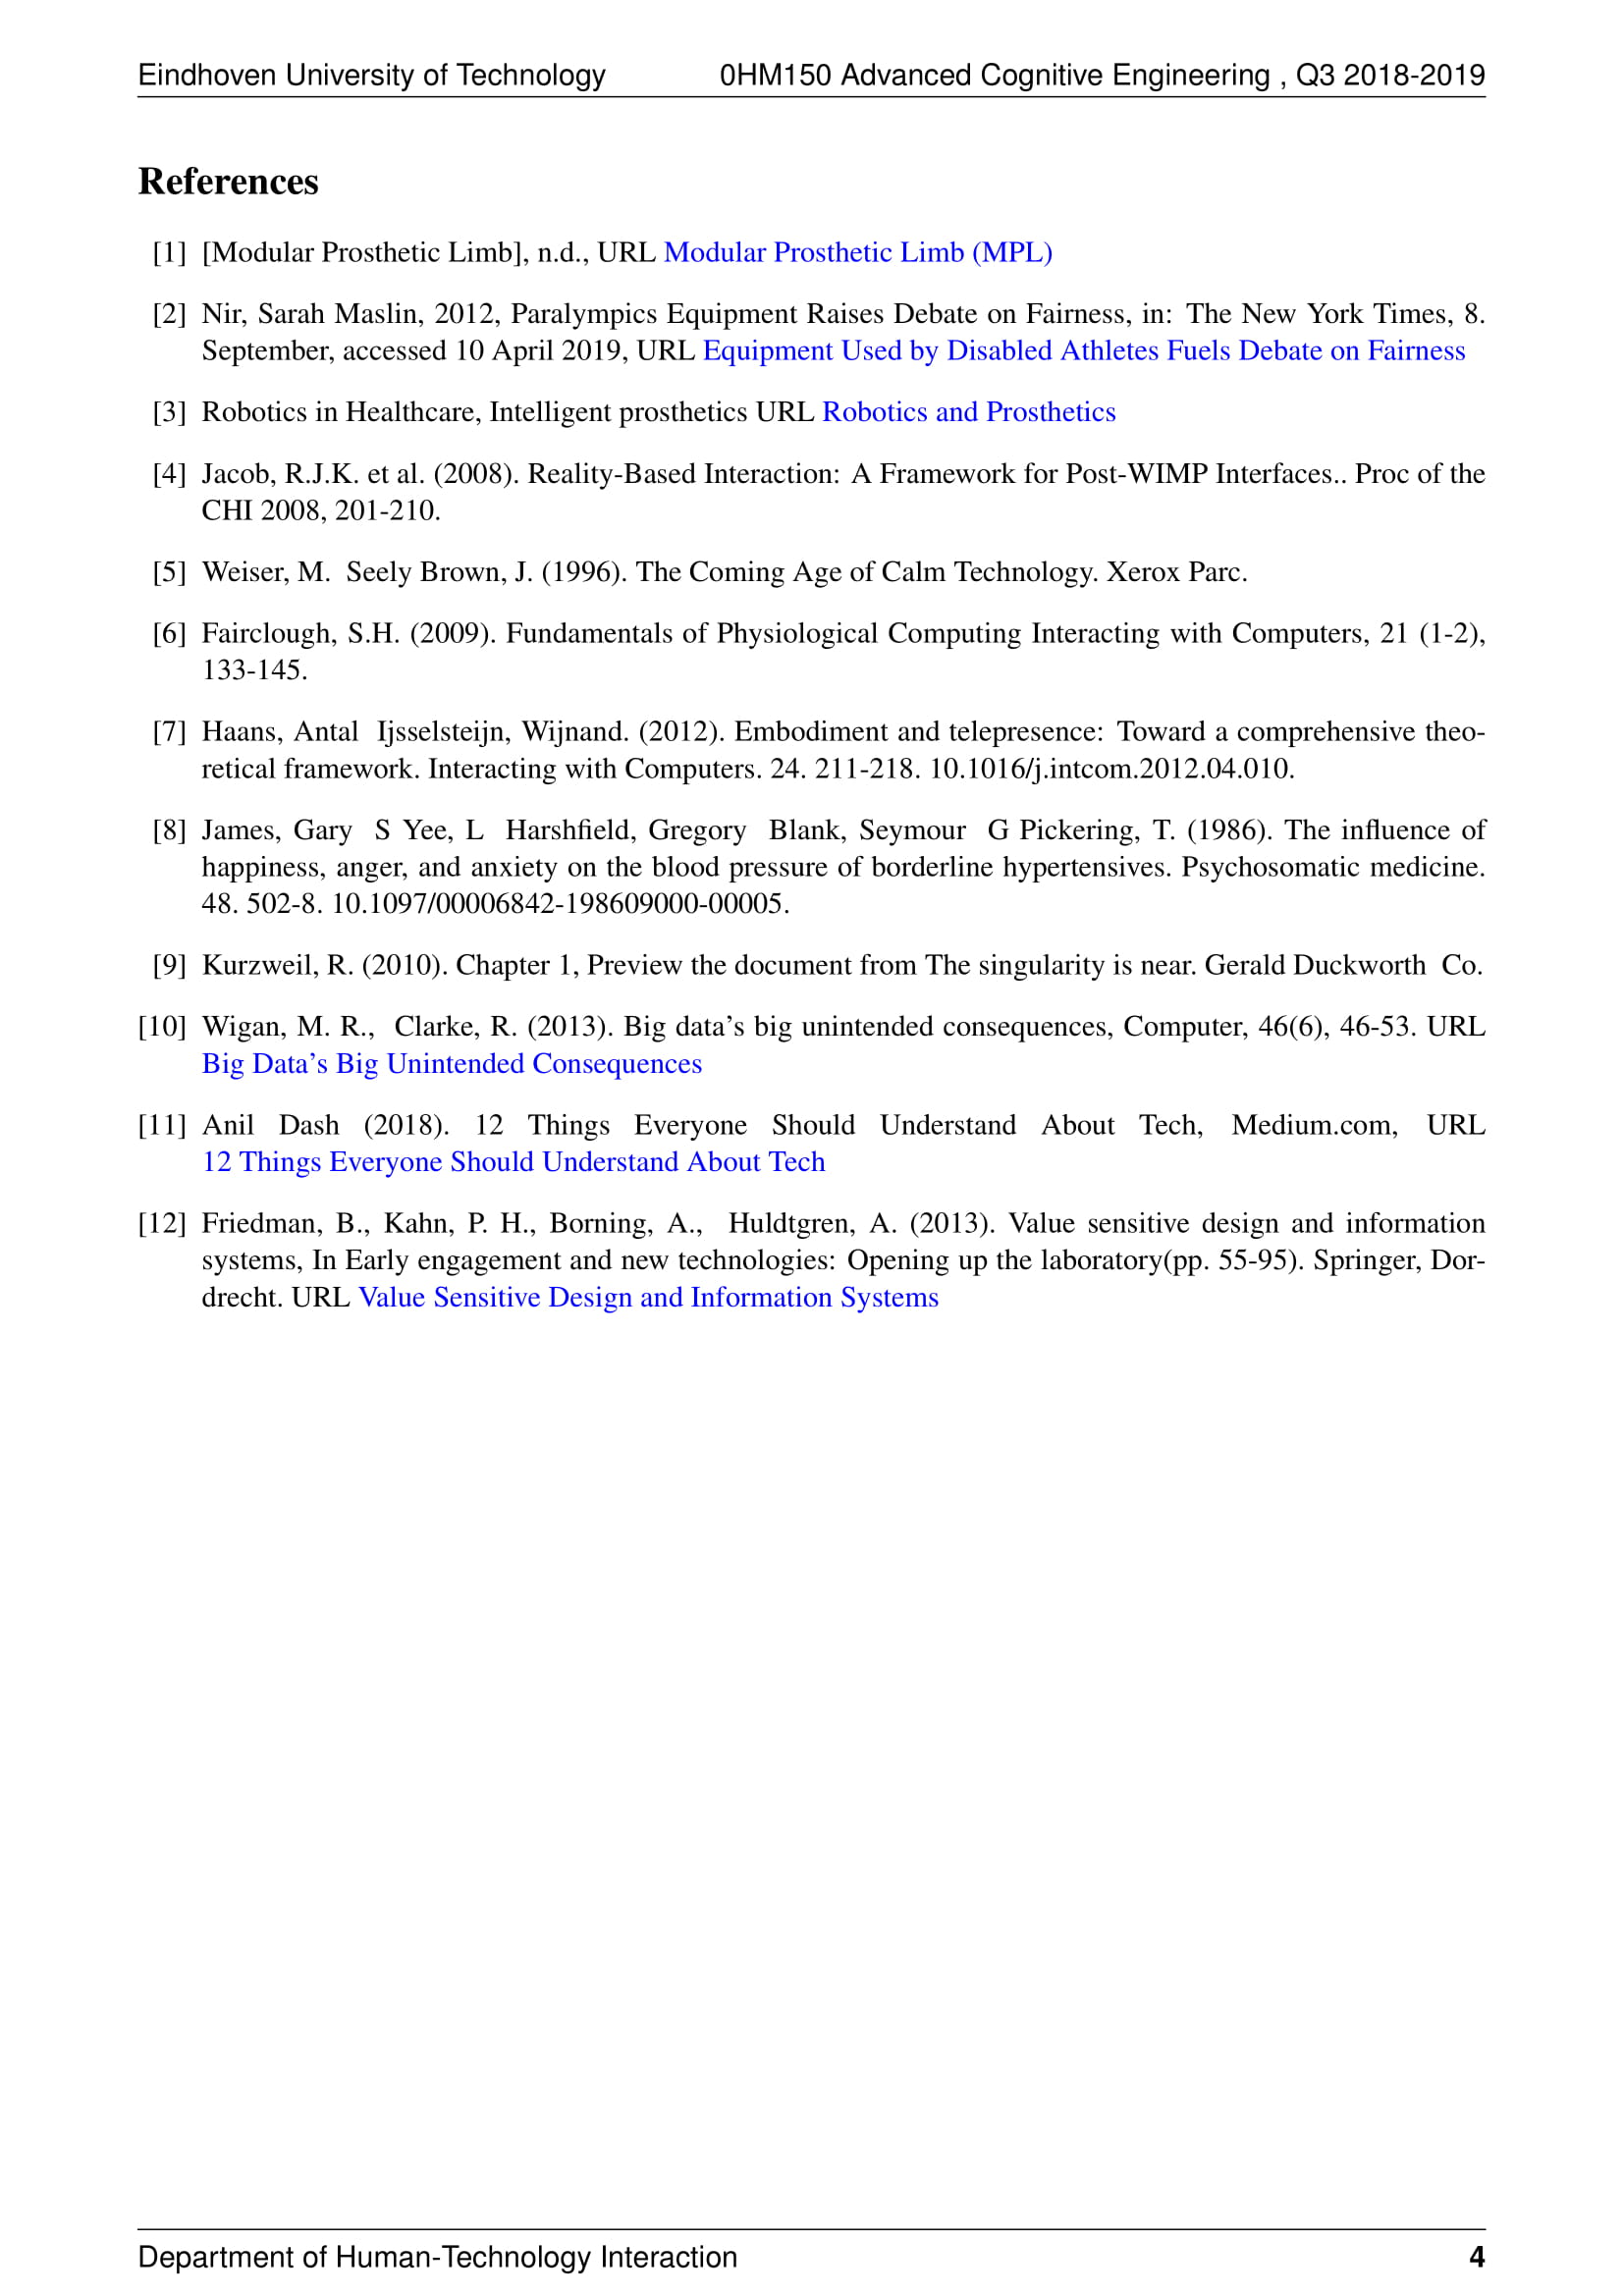 Eindhoven University of Technology 0HM150 Advanced Cognitive Engineering , Q3 2018-2019
References
[1] [Modular Prosthetic Limb], n.d., URL Modular Prosthetic Limb (MPL)
[2] Nir, Sarah Maslin, 2012, Paralympics Equipment Raises Debate on Fairness, in: The New York Times, 8.
September, accessed 10 April 2019, URL Equipment Used by Disabled Athletes Fuels Debate on Fairness
[3] Robotics in Healthcare, Intelligent prosthetics URL Robotics and Prosthetics
[4] Jacob, R.J.K. et al. (2008). Reality-Based Interaction: A Framework for Post-WIMP Interfaces.. Proc of the
CHI 2008, 201-210.
[5] Weiser, M. Seely Brown, J. (1996). The Coming Age of Calm Technology. Xerox Parc.
[6] Fairclough, S.H. (2009). Fundamentals of Physiological Computing Interacting with Computers, 21 (1-2),
133-145.
[7] Haans, Antal Ijsselsteijn, Wijnand. (2012). Embodiment and telepresence: Toward a comprehensive theo-
retical framework. Interacting with Computers. 24. 211-218. 10.1016/j.intcom.2012.04.010.
[8] James, Gary S Yee, L Harshfield, Gregory Blank, Seymour G Pickering, T. (1986). The influence of
happiness, anger, and anxiety on the blood pressure of borderline hypertensives. Psychosomatic medicine.
48. 502-8. 10.1097/00006842-198609000-00005.
[9] Kurzweil, R. (2010). Chapter 1, Preview the document from The singularity is near. Gerald Duckworth Co.
[10] Wigan, M. R., Clarke, R. (2013). Big data's big unintended consequences, Computer, 46(6), 46-53. URL
Big Data's Big Unintended Consequences
[11] Anil Dash (2018). 12 Things Everyone Should Understand About Tech, Medium.com, URL
12 Things Everyone Should Understand About Tech
[12] Friedman, B., Kahn, P. H., Borning, A., Huldtgren, A. (2013). Value sensitive design and information
systems, In Early engagement and new technologies: Opening up the laboratory(pp. 55-95). Springer, Dor-
drecht. URL Value Sensitive Design and Information Systems
Department of Human-Technology Interaction 4